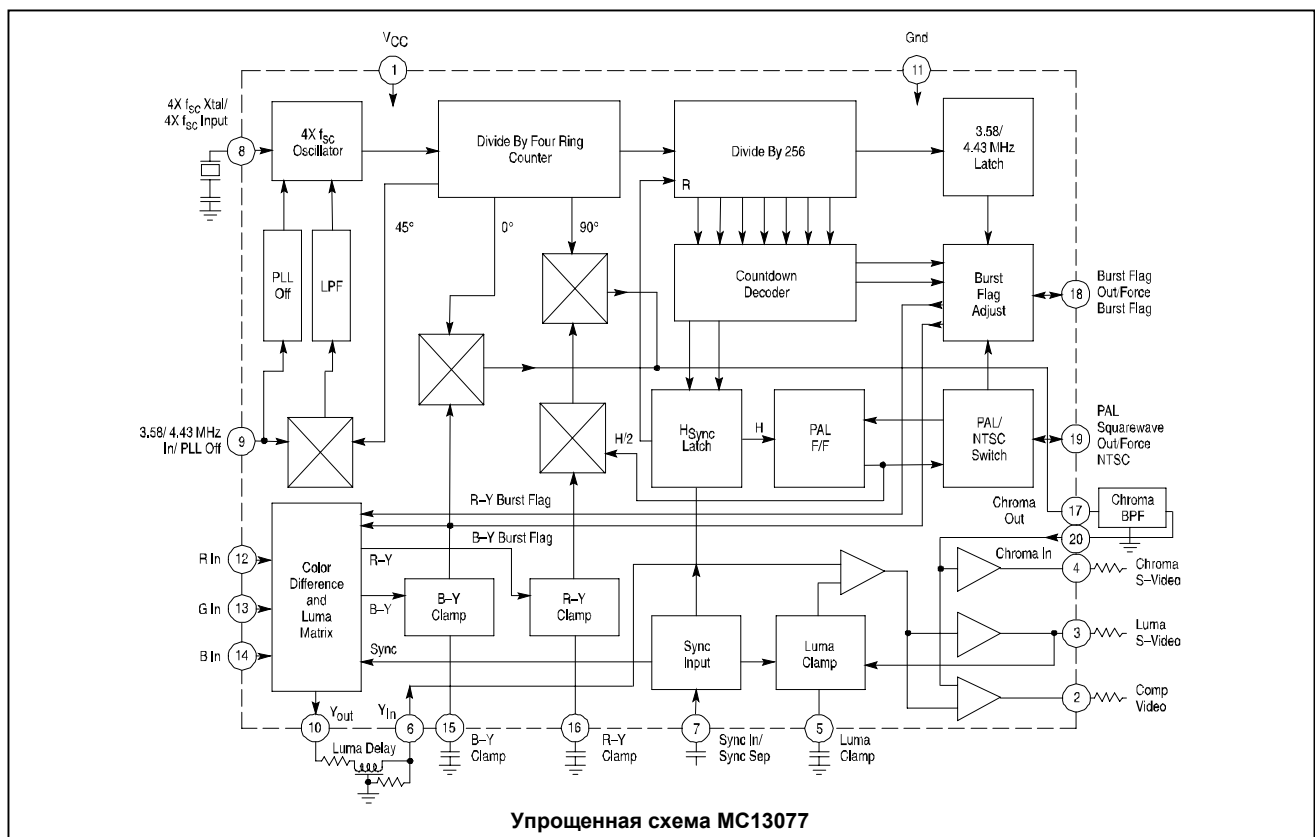 VCC
Gnd
1
11
4X fSC Xtal/
4X fSC Input
8
4X fSC
Oscillator
Divide By Four Ring
Counter
Divide By 256
R
3.58/
4.43 MHz
Latch
45°
0°
90°
PLL
Off
LPF
Countdown
Decoder
Burst
Flag
Adjust
18
Burst Flag
Out/Force
Burst Flag
3.58/ 4.43 MHz
In/ PLL Off
9
H/2
HSync
Latch
H
PAL
F/F
PAL/
NTSC
Switch
19
PAL
Squarewave
Out/Force
NTSC
R–Y Burst Flag
B–Y Burst Flag
Chroma
Out
17
Chroma
BPF
20
R In
12
G In
13
B In
14
Color
Difference
and
Luma
Matrix
R–Y
B–Y
Sync
B–Y
Clamp
R–Y
Clamp
Sync
Input
Luma
Clamp
Chroma In
4
Chroma
S–Video
3
Luma
S–Video
2
Comp
Video
Yout
10
YIn
6
Luma Delay
15
B–Y
Clamp
16
R–Y
Clamp
7
Sync In/
Sync Sep
5
Luma
Clamp
Упрощенная схема MC13077